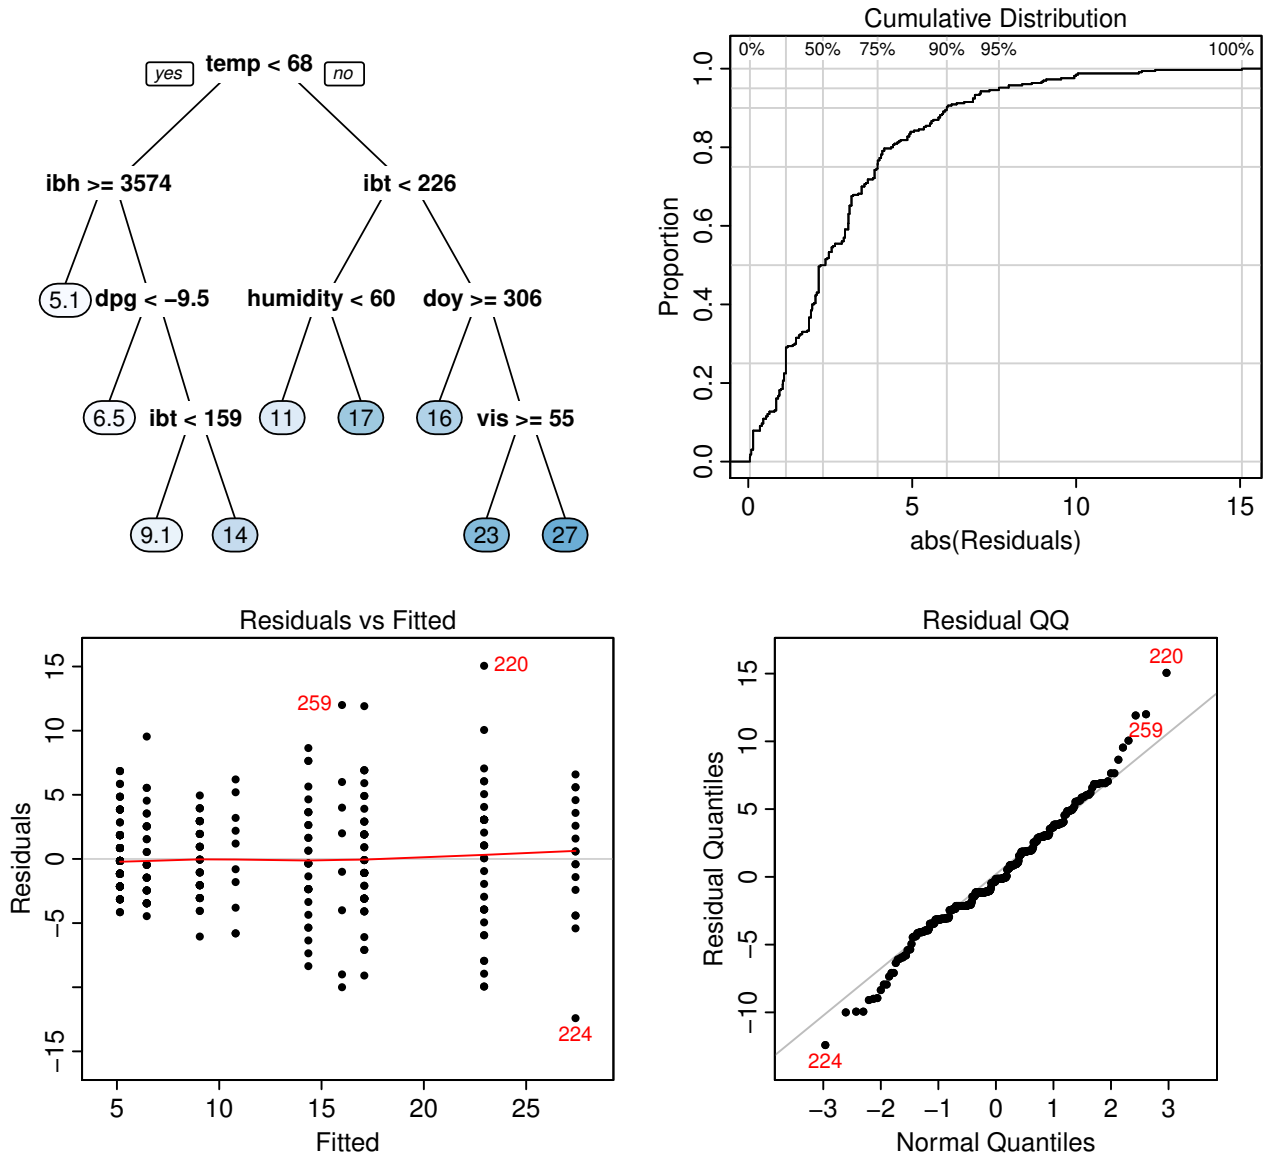 yes temp < 68 no
ibh >= 3574 ibt < 226
5.1 dpg < −9.5 humidity < 60 doy >= 306
6.5 ibt < 159 11 17 16 vis >= 55
9.1 14 23 27
Cumulative Distribution
0% 50% 75% 90% 95% 100%
1.0
0.8
0.6
0.4
0.2
0.0
Proportion
0 5 10 15
abs(Residuals)
Residuals vs Fitted
15
10
5
0
−5
−15
Residuals
220
259
224
5 10 15 20 25
Fitted
Residual QQ
15
10
5
0
−5
−10
Residual Quantiles
220
259
224
−3 −2 −1 0 1 2 3
Normal Quantiles